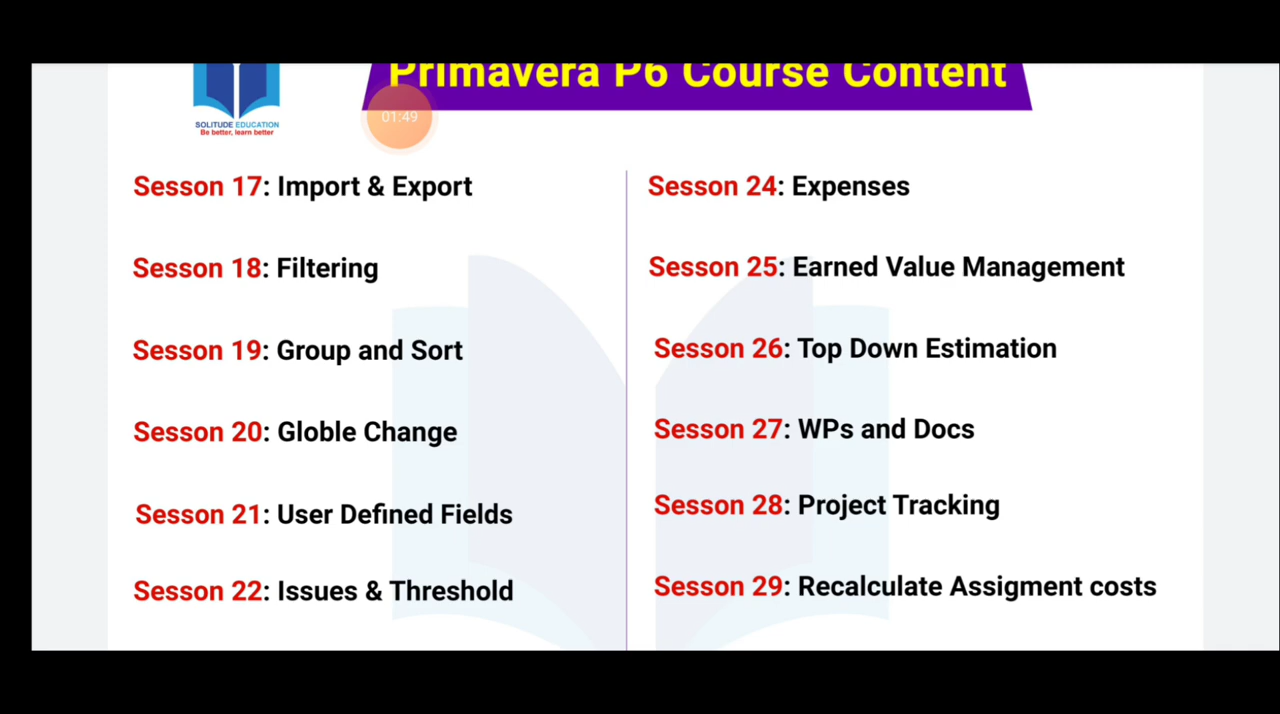 Primavera P6 Course Content
SOLITUDE EDUCATION
Be better, learn better
01:49
Sesson 17: Import & Export
Sesson 18: Filtering
Sesson 19: Group and Sort
Sesson 20: Globle Change
Sesson 21: User Defined Fields
Sesson 22: Issues & Threshold
Sesson 24: Expenses
Sesson 25: Earned Value Management
Sesson 26: Top Down Estimation
Sesson 27: WPs and Docs
Sesson 28: Project Tracking
Sesson 29: Recalculate Assigment costs